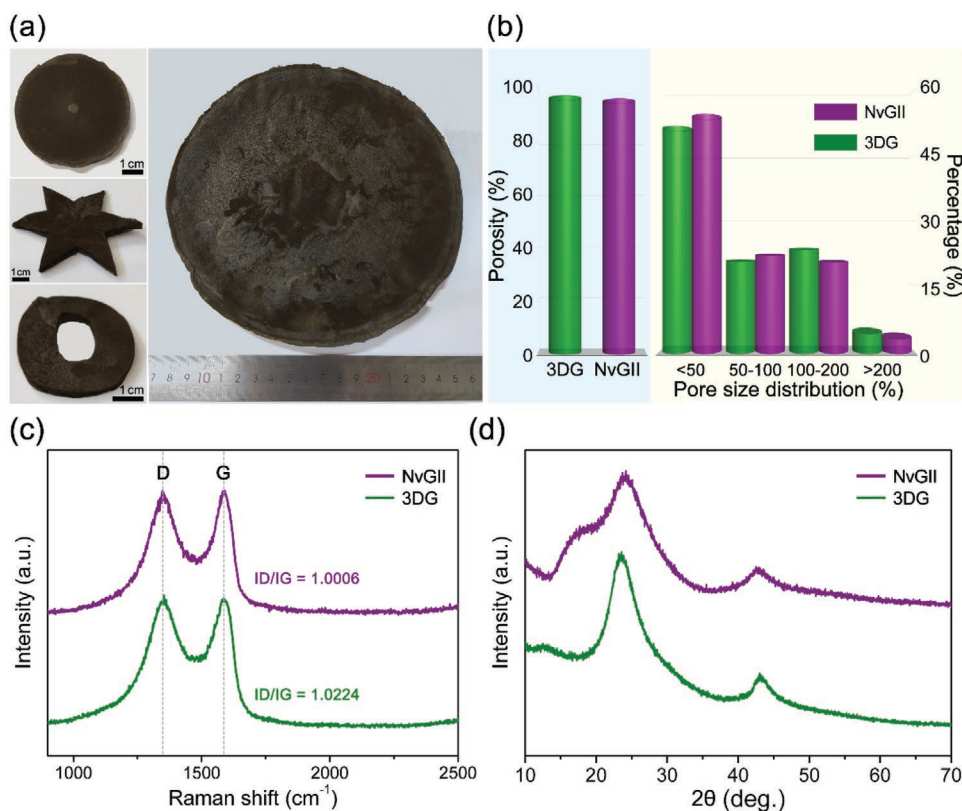 (a)
1 cm
1cm
1 cm
7 8 9 10 1 2 3 4 5 6 7 8 9 20 1 2 3 4 5 6
(b)
100
80
60
40
20
0
Porosity (%)
3DG NvGII
NvGII
3DG
60
45
30
15
0
Percentage (%)
<50 50-100 100-200 >200
Pore size distribution (%)
(c)
D G
NvGII
3DG
ID/IG = 1.0006
ID/IG = 1.0224
Intensity (a.u.)
1000 1500 2000 2500
Raman shift (cm⁻¹)
(d)
NvGII
3DG
Intensity (a.u.)
10 20 30 40 50 60 70
2θ (deg.)